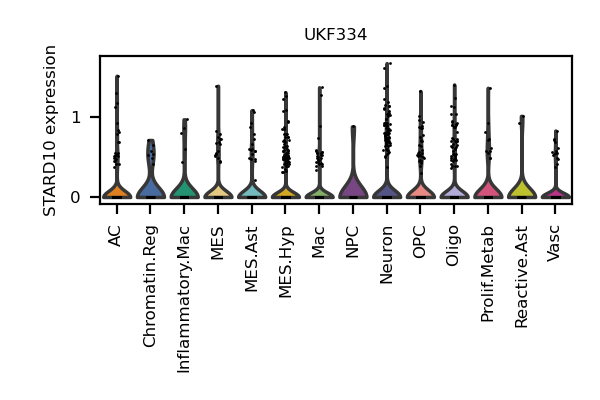 UKF334
STARD10 expression
1
0
AC
Chromatin.Reg
Inflammatory.Mac
MES
MES.Ast
MES.Hyp
Mac
NPC
Neuron
OPC
Oligo
Prolif.Metab
Reactive.Ast
Vasc